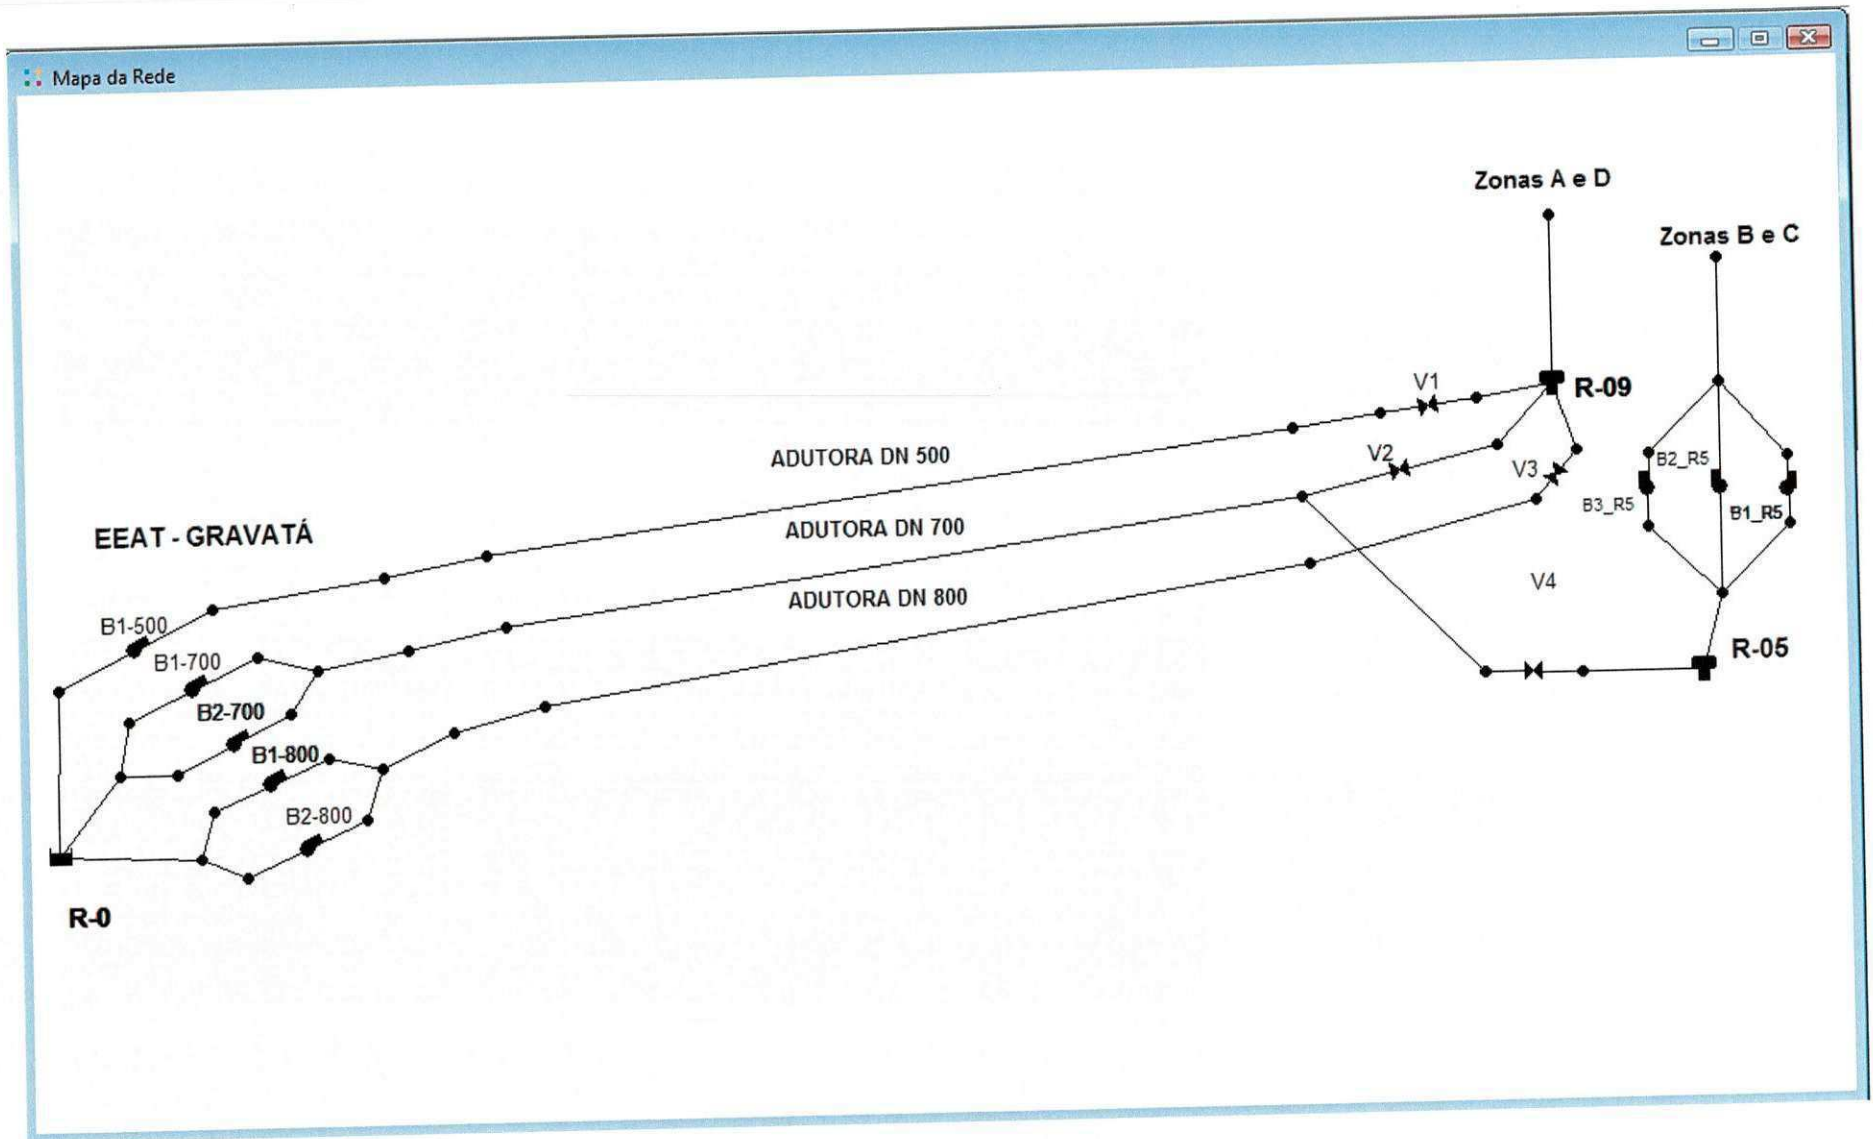 Mapa da Rede
Zonas A e D
Zonas B e C
V1
R-09
ADUTORA DN 500
V2
V3
B2_R5
B3_R5
B1_R5
EEAT - GRAVATÁ
ADUTORA DN 700
ADUTORA DN 800
V4
B1-500
B1-700
R-05
B2-700
B1-800
B2-800
R-0